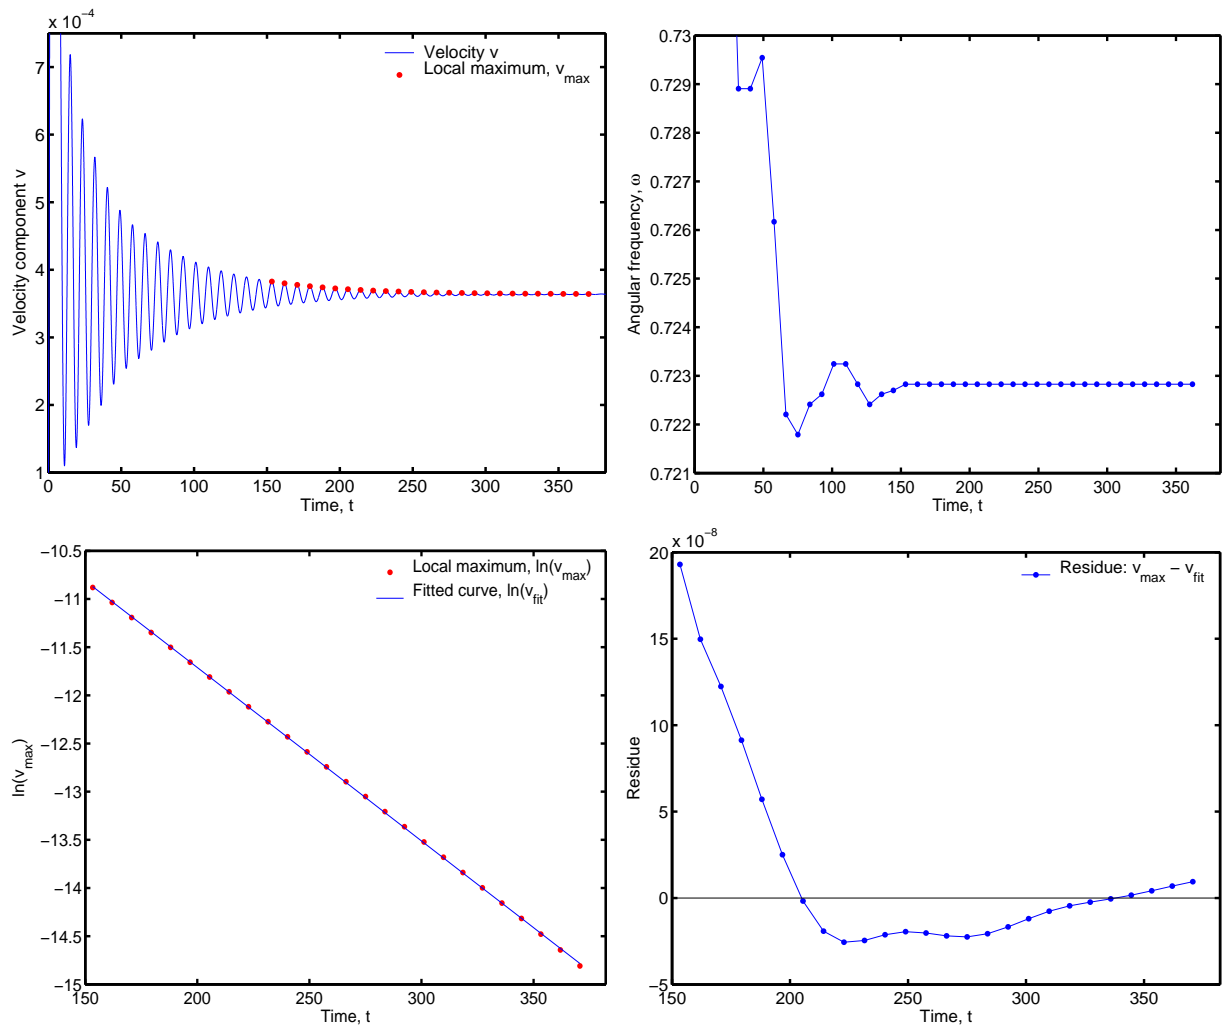 x 10⁻⁴
Velocity v
Local maximum, v_max
7
6
5
4
3
2
1
Velocity component v
0 50 100 150 200 250 300 350
Time, t
0.73
0.729
0.728
0.727
0.726
0.725
0.724
0.723
0.722
0.721
Angular frequency, ω
0 50 100 150 200 250 300 350
Time, t
−10.5
−11
−11.5
−12
−12.5
−13
−13.5
−14
−14.5
−15
ln(v_max)
Local maximum, ln(v_max)
Fitted curve, ln(v_fit)
150 200 250 300 350
Time, t
x 10⁻⁸
20
15
10
5
0
−5
Residue
Residue: v_max − v_fit
150 200 250 300 350
Time, t